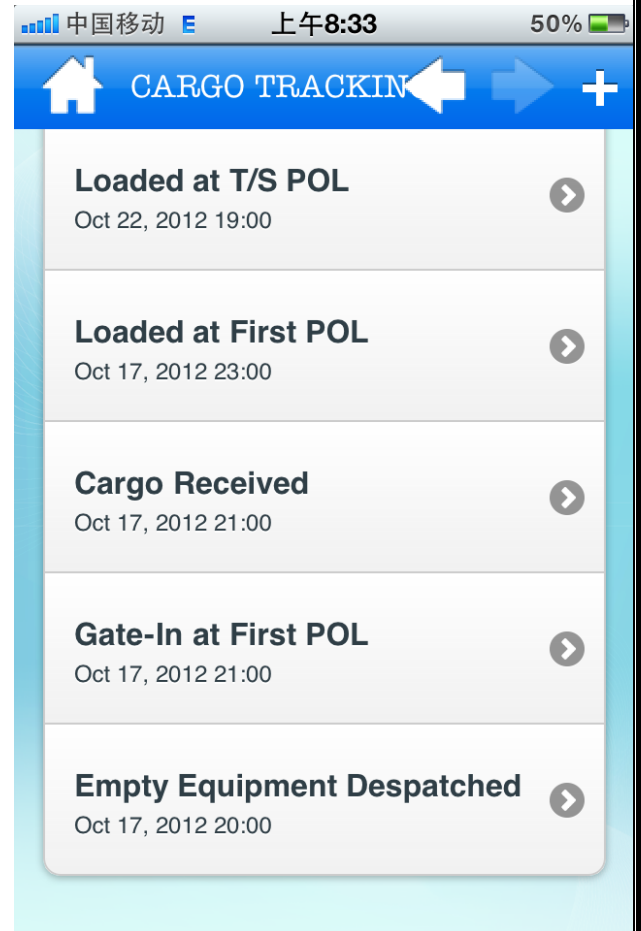 中国移动 E 上午8:33 50%
CARGO TRACKIN
Loaded at T/S POL
Oct 22, 2012 19:00
Loaded at First POL
Oct 17, 2012 23:00
Cargo Received
Oct 17, 2012 21:00
Gate-In at First POL
Oct 17, 2012 21:00
Empty Equipment Despatched
Oct 17, 2012 20:00